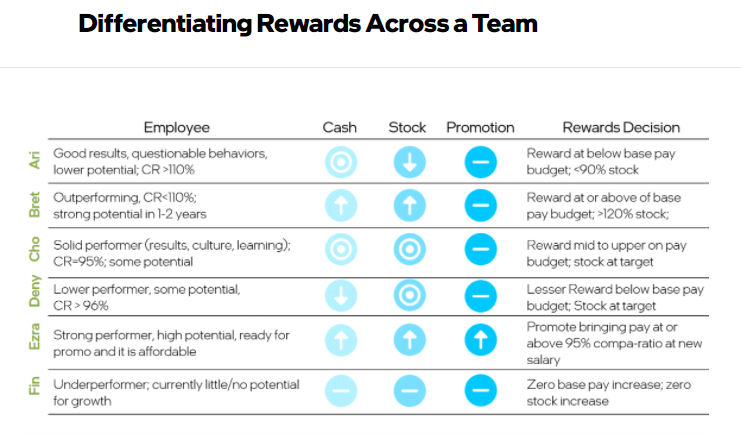 Differentiating Rewards Across a Team
Employee Cash Stock Promotion Rewards Decision
Ari
Good results, questionable behaviors,
lower potential; CR >110%
Reward at below base pay
budget; <90% stock
Bret
Outperforming, CR<110%;
strong potential in 1-2 years
Reward at or above of base
pay budget; >120% stock;
Cho
Solid performer (results, culture, learning);
CR=95%; some potential
Reward mid to upper on pay
budget; stock at target
Deny
Lower performer, some potential,
CR > 96%
Lesser Reward below base pay
budget; Stock at target
Ezra
Strong performer, high potential, ready for
promo and it is affordable
Promote bringing pay at or
above 95% compa-ratio at new
salary
Fin
Underperformer; currently little/no potential
for growth
Zero base pay increase; zero
stock increase